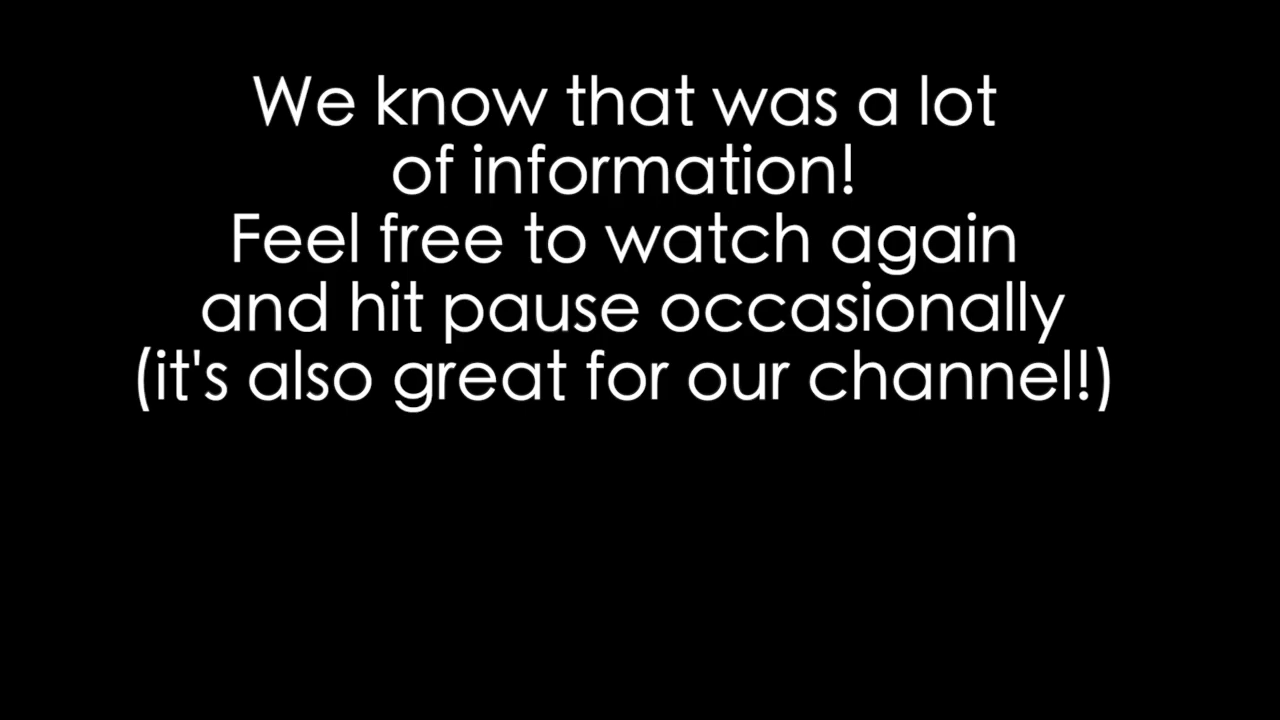 We know that was a lot
of information!
Feel free to watch again
and hit pause occasionally
(it's also great for our channel!)